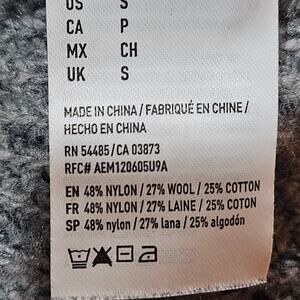 US S
CA P
MX CH
UK S
MADE IN CHINA / FABRIQUÉ EN CHINE /
HECHO EN CHINA
RN 54485 / CA 03873
RFC# AEM120605U9A
EN 48% NYLON / 27% WOOL / 25% COTTON
FR 48% NYLON / 27% LAINE / 25% COTON
SP 48% nylon / 27% lana / 25% algodón